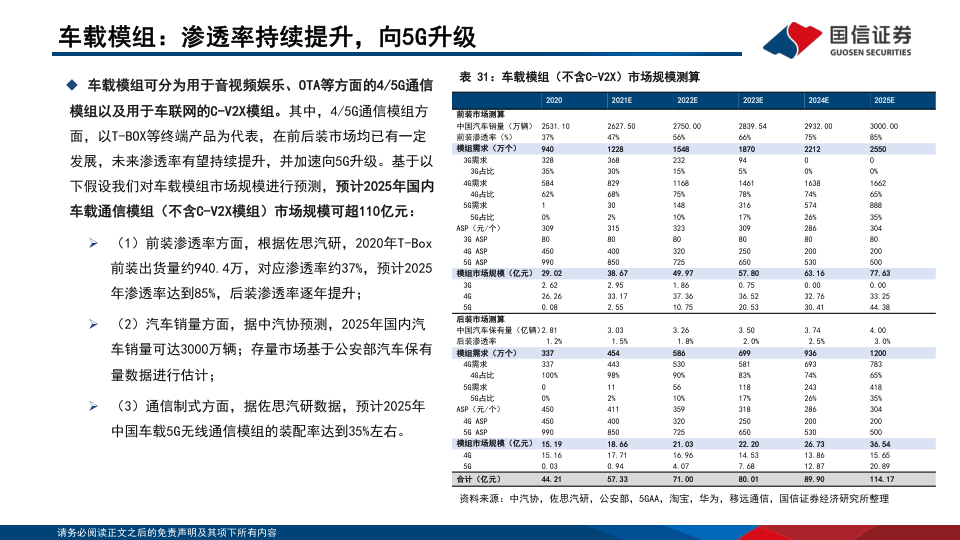 车载模组：渗透率持续提升，向5G升级
国信证券
GUOSEN SECURITIES
车载模组可分为用于音视频娱乐、OTA等方面的4/5G通信
模组以及用于车联网的C-V2X模组。其中，4/5G通信模组方
面，以T-BOX等终端产品为代表，在前后装市场均已有一定
发展，未来渗透率有望持续提升，并加速向5G升级。基于以
下假设我们对车载模组市场规模进行预测，预计2025年国内
车载通信模组（不含C-V2X模组）市场规模可超110亿元：
（1）前装渗透率方面，根据佐思汽研，2020年T-Box
前装出货量约940.4万，对应渗透率约37%，预计2025
年渗透率达到85%，后装渗透率逐年提升；
（2）汽车销量方面，据中汽协预测，2025年国内汽
车销量可达3000万辆；存量市场基于公安部汽车保有
量数据进行估计；
（3）通信制式方面，据佐思汽研数据，预计2025年
中国车载5G无线通信模组的装配率达到35%左右。
表 31：车载模组（不含C-V2X）市场规模测算
2020 2021E 2022E 2023E 2024E 2025E
前装市场测算
中国汽车销量（万辆） 2531.10 2627.50 2750.00 2839.54 2932.00 3000.00
前装渗透率（%） 37% 47% 56% 66% 75% 85%
模组需求（万个） 940 1228 1548 1870 2212 2550
3G需求 328 368 232 94 0 0
3G占比 35% 30% 15% 5% 0% 0%
4G需求 584 829 1168 1461 1638 1662
4G占比 62% 68% 75% 78% 74% 65%
5G需求 1 30 148 316 574 888
5G占比 0% 2% 10% 17% 26% 35%
ASP（元/个） 309 315 323 309 286 304
3G ASP 80 80 80 80 80 80
4G ASP 450 400 320 250 200 200
5G ASP 990 850 725 650 530 500
模组市场规模（亿元） 29.02 38.67 49.97 57.80 63.16 77.63
3G 2.62 2.95 1.86 0.75 0.00 0.00
4G 26.26 33.17 37.36 36.52 32.76 33.25
5G 0.08 2.55 10.75 20.53 30.41 44.38
后装市场测算
中国汽车保有量（亿辆） 2.81 3.03 3.26 3.50 3.74 4.00
后装渗透率 1.2% 1.5% 1.8% 2.0% 2.5% 3.0%
模组需求（万个） 337 454 586 699 936 1200
4G需求 337 443 530 581 693 783
4G占比 100% 98% 90% 83% 74% 65%
5G需求 0 11 56 118 243 418
5G占比 0% 2% 10% 17% 26% 35%
ASP（元/个） 450 411 359 318 286 304
4G ASP 450 400 320 250 200 200
5G ASP 990 850 725 650 530 500
模组市场规模（亿元） 15.19 18.66 21.03 22.20 26.73 36.54
4G 15.16 17.71 16.96 14.53 13.86 15.65
5G 0.03 0.94 4.07 7.68 12.87 20.89
合计（亿元） 44.21 57.33 71.00 80.01 89.90 114.17
资料来源：中汽协，佐思汽研，公安部，5GAA，淘宝，华为，移远通信，国信证券经济研究所整理
请务必阅读正文之后的免责声明及其项下所有内容